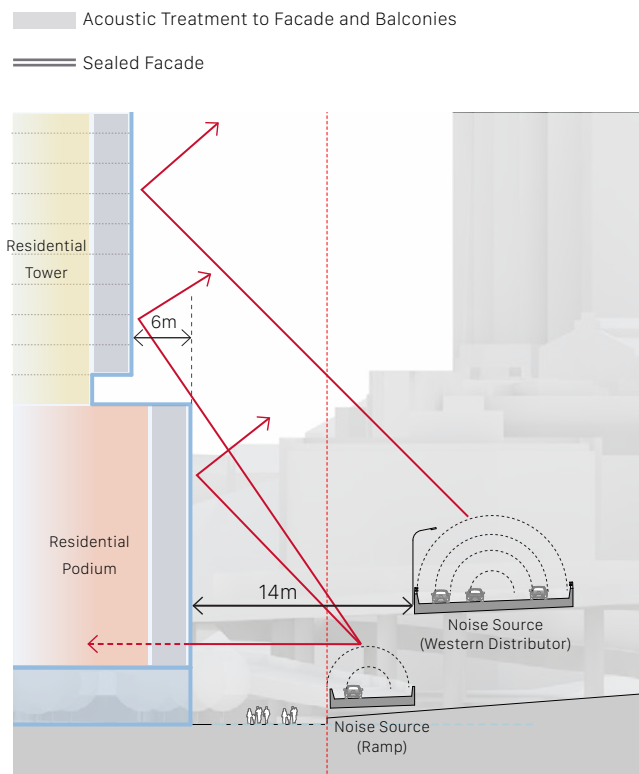 Acoustic Treatment to Facade and Balconies
Sealed Facade
Residential
Tower
6m
Residential
Podium
14m
Noise Source
(Western Distributor)
Noise Source
(Ramp)